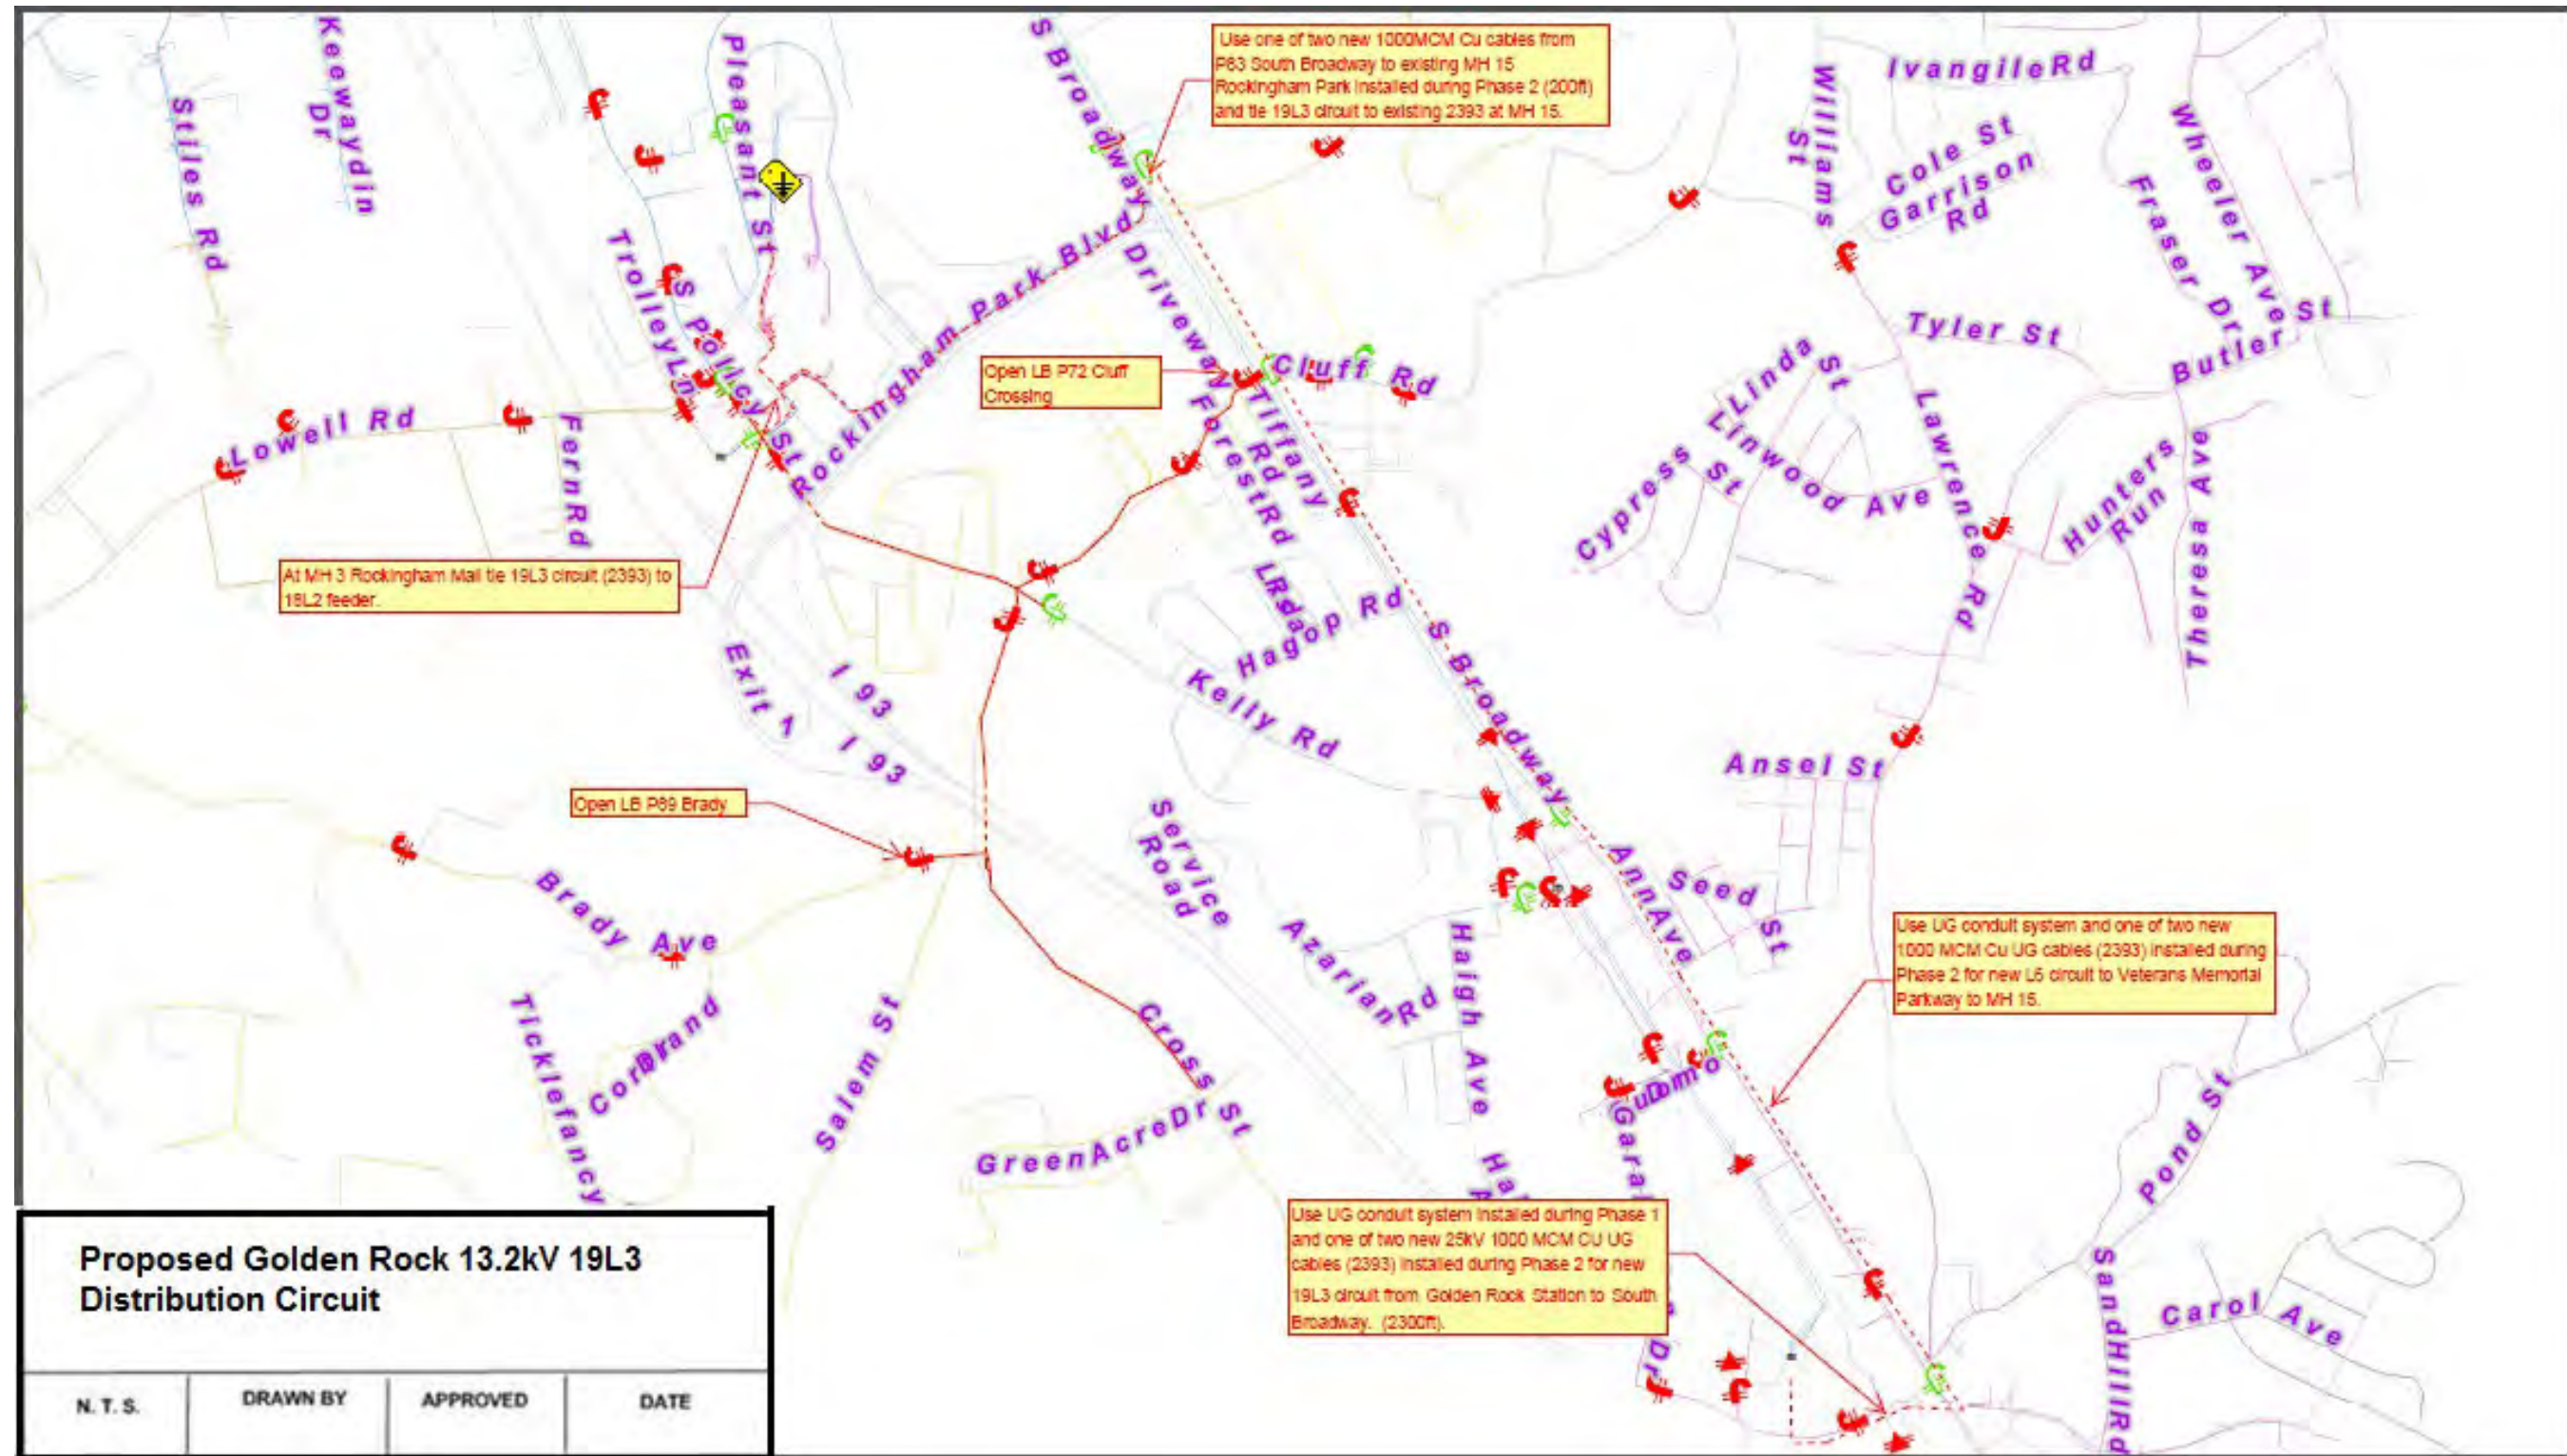 Keewaydin
Dr
Stiles Rd
Pleasant St
S Broadway
Use one of two new 1000MCM Cu cables from
P63 South Broadway to existing MH 15
Rockingham Park installed during Phase 2 (200ft)
and tie 19L3 circuit to existing 2393 at MH 15.
Williams
St
Ivangile Rd
Cole St
Garrison
Rd
Wheeler Ave
Fraser Dr
Trolley Ln
S Policy St
Rockingham Park Blvd
Driveway
Tyler St
Butler St
Open LB P72 Cluff
Crossing
Cluff Rd
Tiffany
Rd
Forest Rd
Linda
St
Linwood Ave
Cypress
St
Lawrence Rd
Hunters
Run
Theresa Ave
Lowell Rd
Fern Rd
At MH 3 Rockingham Mall tie 19L3 circuit (2393) to
18L2 feeder.
Hagop Rd
S Broadway
Exit 1
I 93
I 93
Kelly Rd
Ansel St
Open LB P69 Brady
Service
Road
Brady Ave
Ann Ave
Seed
St
Azarian
Rd
Haigh Ave
Use UG conduit system and one of two new
1000 MCM Cu UG cables (2393) installed during
Phase 2 for new L5 circuit to Veterans Memorial
Parkway to MH 15.
Ticklefancy
Salem St
Cross St
GreenAcreDr
Pond St
Use UG conduit system installed during Phase 1
and one of two new 25kV 1000 MCM CU UG
cables (2393) installed during Phase 2 for new
19L3 circuit from Golden Rock Station to South
Broadway. (2300ft).
Dr
SandHillRd
Carol Ave
Proposed Golden Rock 13.2kV 19L3
Distribution Circuit
N. T. S.
DRAWN BY
APPROVED
DATE